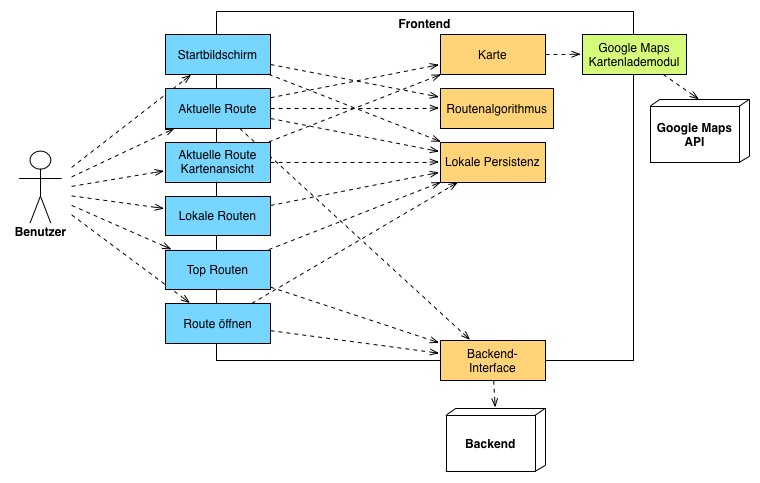 Frontend
Startbildschirm
Karte
Google Maps
Kartenlademodul
Aktuelle Route
Routenalgorithmus
Google Maps
API
Aktuelle Route
Kartenansicht
Lokale Persistenz
Benutzer
Lokale Routen
Top Routen
Route öffnen
Backend-
Interface
Backend